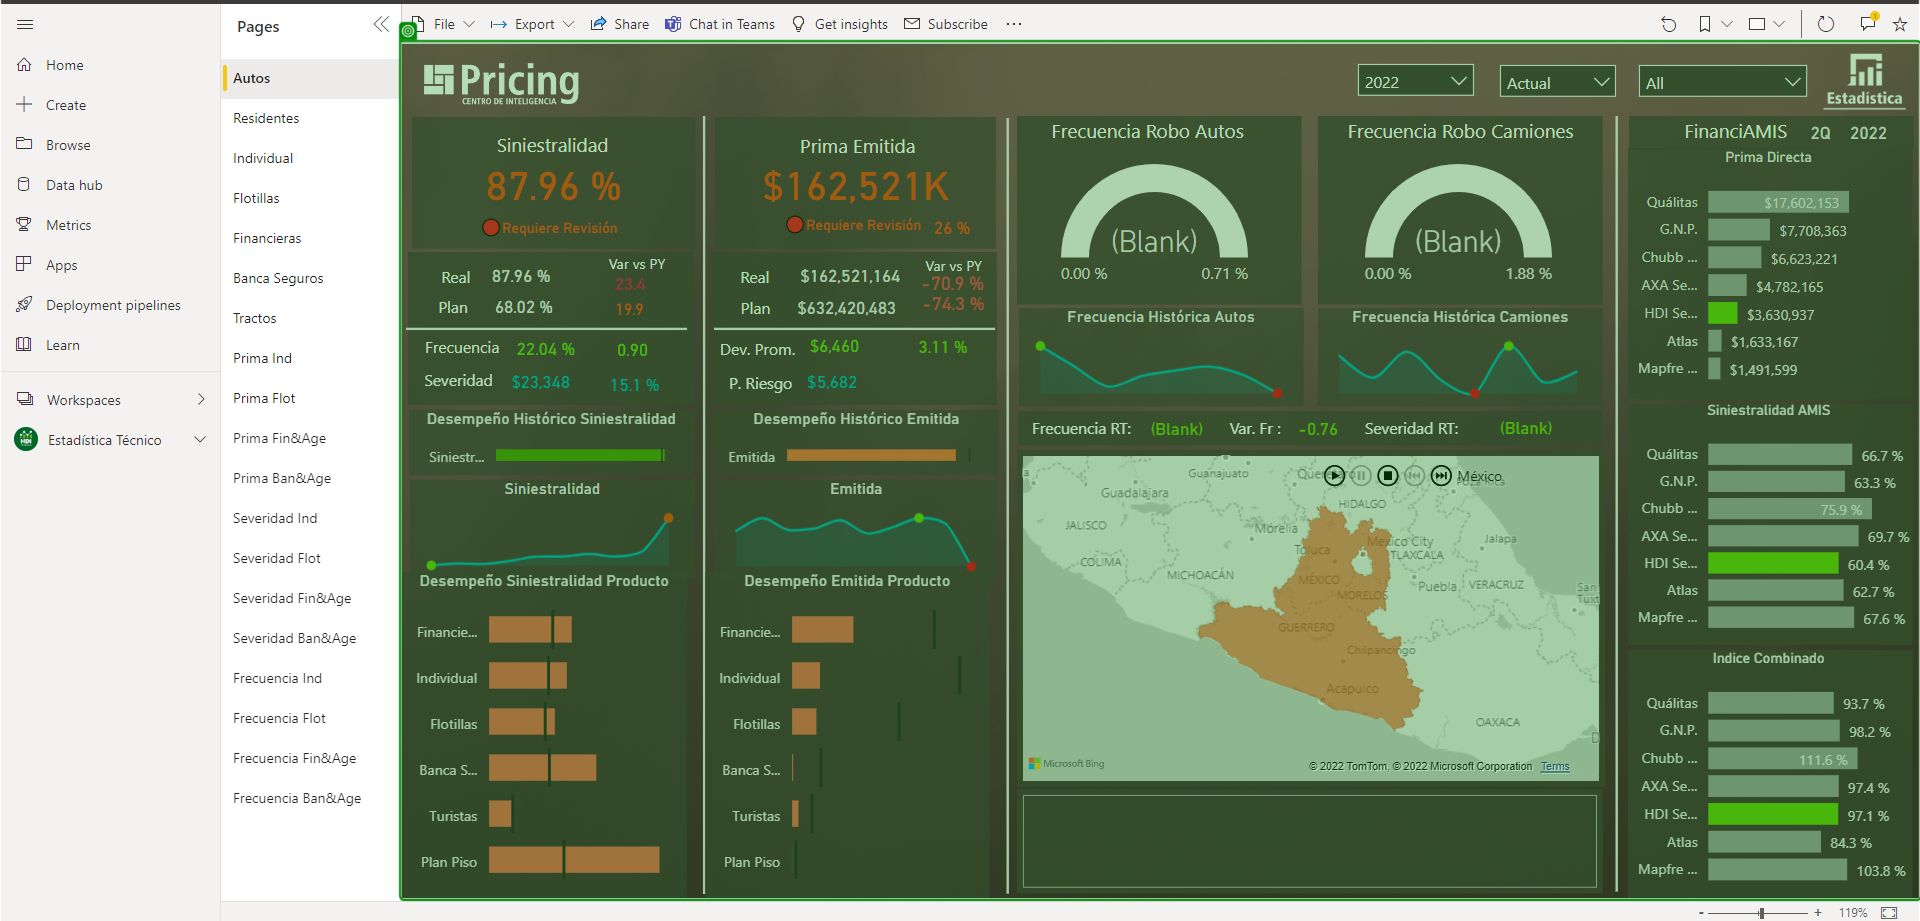 File
Export
Share
Chat in Teams
Get insights
Subscribe
Home
Create
Browse
Data hub
Metrics
Apps
Deployment pipelines
Learn
Workspaces
Estadística Técnico
Pages
Autos
Residentes
Individual
Flotillas
Financieras
Banca Seguros
Tractos
Prima Ind
Prima Flot
Prima Fin&Age
Prima Ban&Age
Severidad Ind
Severidad Flot
Severidad Fin&Age
Severidad Ban&Age
Frecuencia Ind
Frecuencia Flot
Frecuencia Fin&Age
Frecuencia Ban&Age
Pricing
CENTRO DE INTELIGENCIA
2022
Actual
All
Estadística
Siniestralidad
87.96 %
Requiere Revisión
Var vs PY
Real 87.96 % 23.4
Plan 68.02 % 19.9
Frecuencia 22.04 % 0.90
Severidad $23,348 15.1 %
Desempeño Histórico Siniestralidad
Siniestr...
Siniestralidad
Desempeño Siniestralidad Producto
Financie...
Individual
Flotillas
Banca S...
Turistas
Plan Piso
Prima Emitida
$162,521K
Requiere Revisión 26 %
Var vs PY
Real $162,521,164 -70.9 %
Plan $632,420,483 -74.3 %
Dev. Prom. $6,460 3.11 %
P. Riesgo $5,682
Desempeño Histórico Emitida
Emitida
Emitida
Desempeño Emitida Producto
Financie...
Individual
Flotillas
Banca S...
Turistas
Plan Piso
Frecuencia Robo Autos
(Blank)
0.00 % 0.71 %
Frecuencia Robo Camiones
(Blank)
0.00 % 1.88 %
Frecuencia Histórica Autos
Frecuencia Histórica Camiones
Frecuencia RT: (Blank) Var. Fr : -0.76 Severidad RT: (Blank)
México
Guanajuato
Guadalajara
HIDALGO
JALISCO
Morelia
Mexico City
Jalapa
Toluca
TLAXCALA
COLIMA
MICHOACÁN
MÉXICO
Puebla
VERACRUZ
San
Tuxt
MORELOS
GUERRERO
Chilpancingo
Acapulco
OAXACA
Microsoft Bing
© 2022 TomTom, © 2022 Microsoft Corporation Terms
FinanciAMIS 2Q 2022
Prima Directa
Quálitas $17,602,153
G.N.P. $7,708,363
Chubb ... $6,623,221
AXA Se... $4,782,165
HDI Se... $3,630,937
Atlas $1,633,167
Mapfre ... $1,491,599
Siniestralidad AMIS
Quálitas 66.7 %
G.N.P. 63.3 %
Chubb ... 75.9 %
AXA Se... 69.7 %
HDI Se... 60.4 %
Atlas 62.7 %
Mapfre ... 67.6 %
Indice Combinado
Quálitas 93.7 %
G.N.P. 98.2 %
Chubb ... 111.6 %
AXA Se... 97.4 %
HDI Se... 97.1 %
Atlas 84.3 %
Mapfre ... 103.8 %
- + 119%